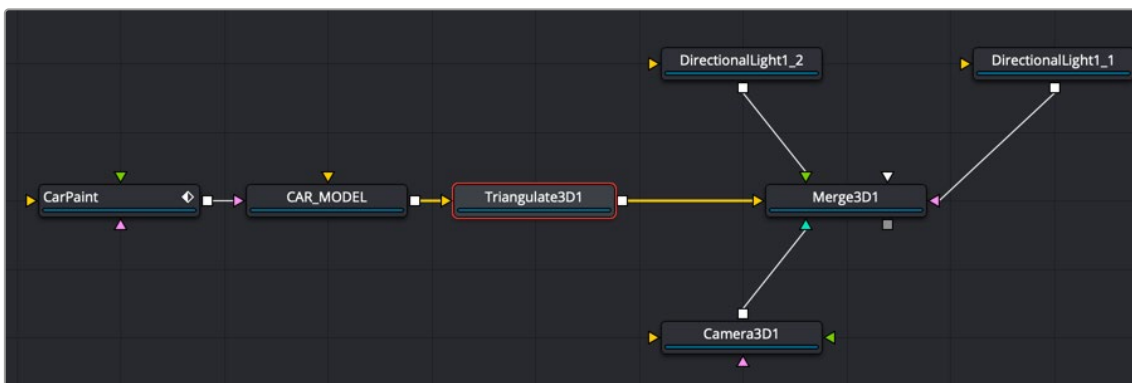 DirectionalLight1_2
DirectionalLight1_1
CarPaint
CAR_MODEL
Triangulate3D1
Merge3D1
Camera3D1